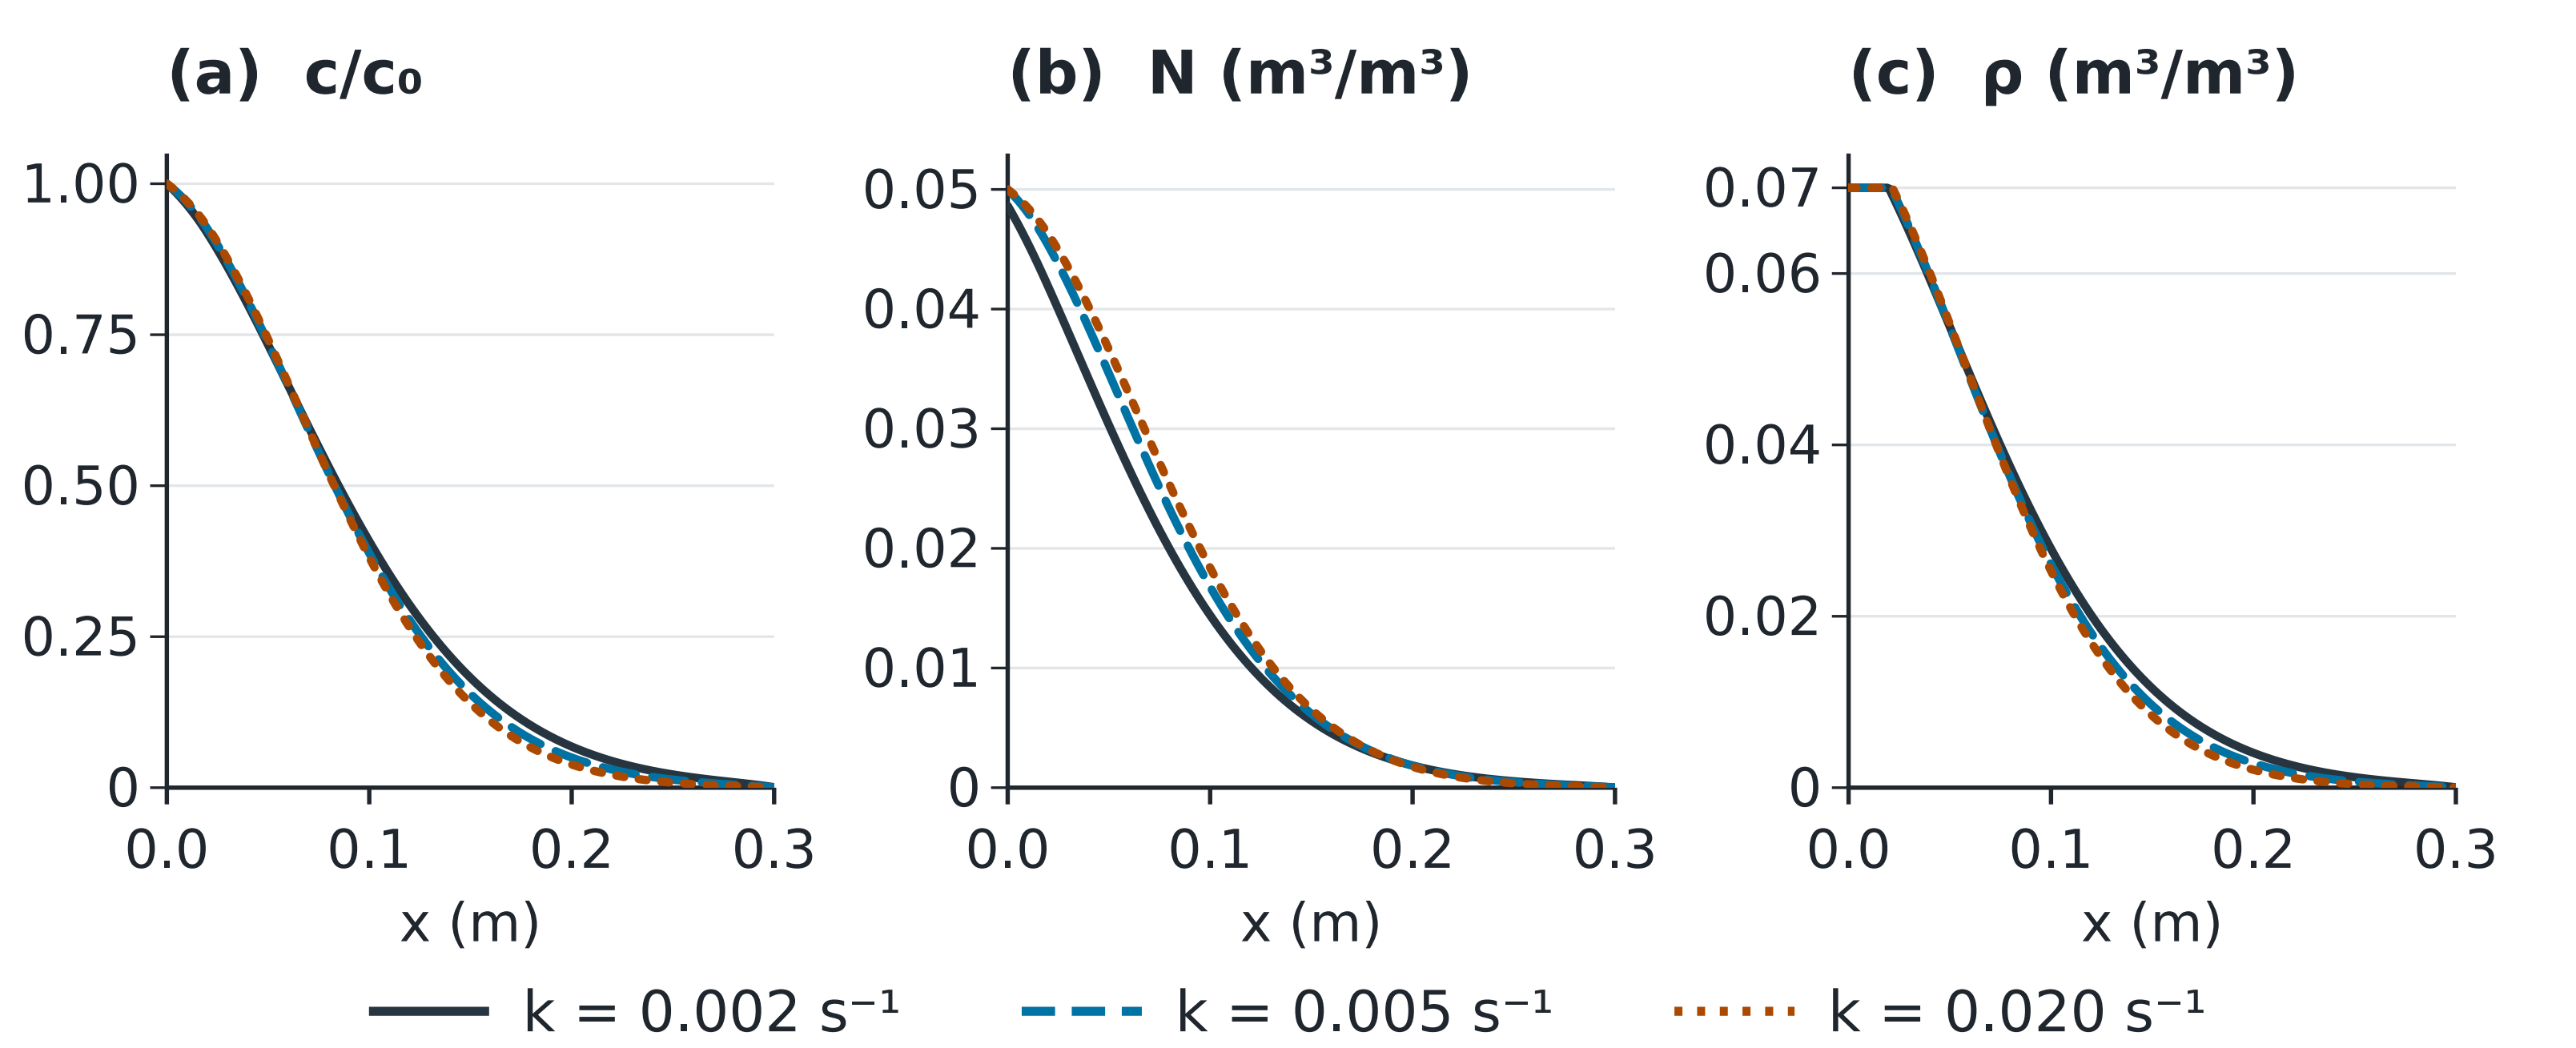 (a) c/c₀
(b) N (m³/m³)
(c) ρ (m³/m³)
1.00
0.75
0.50
0.25
0
0.0 0.1 0.2 0.3
x (m)
0.05
0.04
0.03
0.02
0.01
0
0.0 0.1 0.2 0.3
x (m)
0.07
0.06
0.04
0.02
0
0.0 0.1 0.2 0.3
x (m)
k = 0.002 s⁻¹
k = 0.005 s⁻¹
k = 0.020 s⁻¹